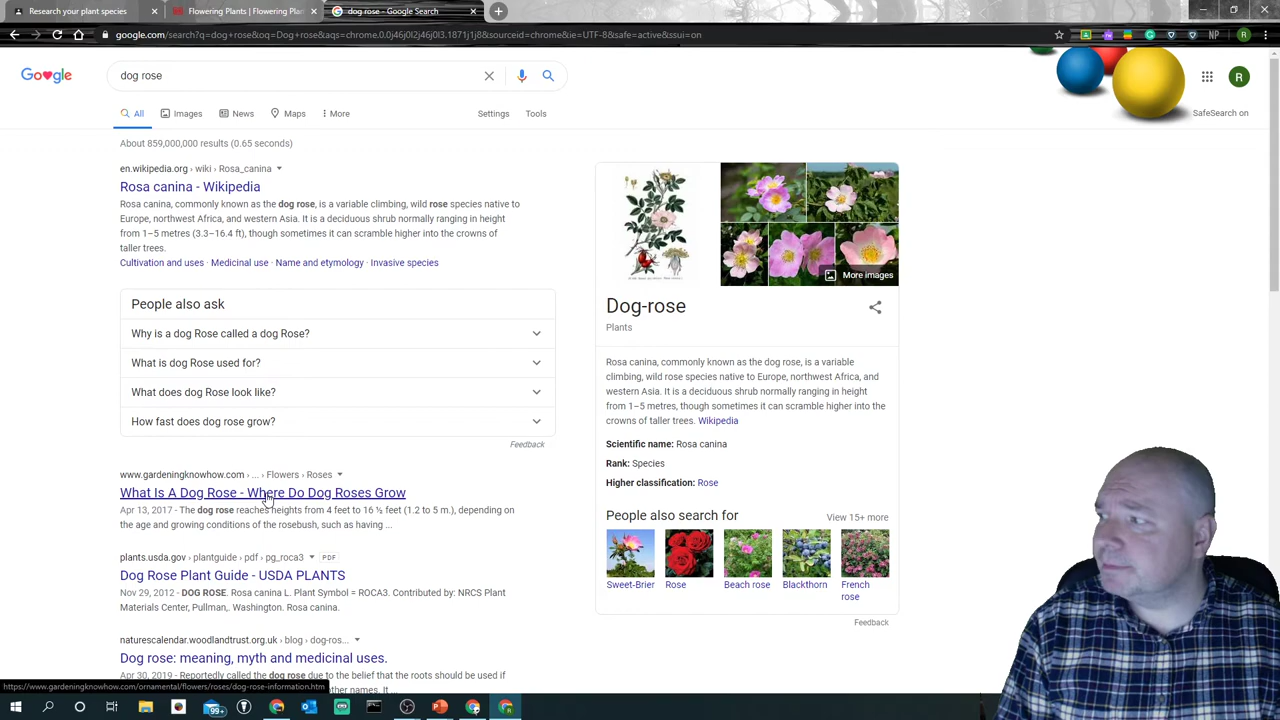 Research your plant species
Flowering Plants | Flowering Pl
dog rose - Google Search
google.com/search?q=dog+rose&oq=Dog+rose&aqs=chrome.0.0j46j0l2j46j0l3.1871j1j8&sourceid=chrome&ie=UTF-8&safe=active&ssui=on
NP
R
Google
dog rose
R
All
Images
News
Maps
More
Settings
Tools
SafeSearch on
About 859,000,000 results (0.65 seconds)
en.wikipedia.org › wiki › Rosa_canina
Rosa canina - Wikipedia
Rosa canina, commonly known as the dog rose, is a variable climbing, wild rose species native to
Europe, northwest Africa, and western Asia. It is a deciduous shrub normally ranging in height
from 1–5 metres (3.3–16.4 ft), though sometimes it can scramble higher into the crowns of
taller trees.
Cultivation and uses · Medicinal use · Name and etymology · Invasive species
People also ask
Why is a dog Rose called a dog Rose?
What is dog Rose used for?
What does dog Rose look like?
How fast does dog rose grow?
Feedback
www.gardeningknowhow.com › ... › Flowers › Roses
What Is A Dog Rose - Where Do Dog Roses Grow
Apr 13, 2017 - The dog rose reaches heights from 4 feet to 16 ½ feet (1.2 to 5 m.), depending on
the age and growing conditions of the rosebush, such as having ...
plants.usda.gov › plantguide › pdf › pg_roca3 PDF
Dog Rose Plant Guide - USDA PLANTS
Nov 29, 2012 - DOG ROSE. Rosa canina L. Plant Symbol = ROCA3. Contributed by: NRCS Plant
Materials Center, Pullman,. Washington. Rosa canina.
naturescalendar.woodlandtrust.org.uk › blog › dog-ros...
Dog rose: meaning, myth and medicinal uses.
Apr 30, 2019 - Reportedly called the dog rose due to the belief that the roots should be used if
other names. It ...
https://www.gardeningknowhow.com/ornamental/flowers/roses/dog-rose-information.htm
More images
Dog-rose
Plants
Rosa canina, commonly known as the dog rose, is a variable
climbing, wild rose species native to Europe, northwest Africa, and
western Asia. It is a deciduous shrub normally ranging in height
from 1–5 metres, though sometimes it can scramble higher into the
crowns of taller trees. Wikipedia
Scientific name: Rosa canina
Rank: Species
Higher classification: Rose
People also search for
View 15+ more
Sweet-Brier
Rose
Beach rose
Blackthorn
French
rose
Feedback
99+